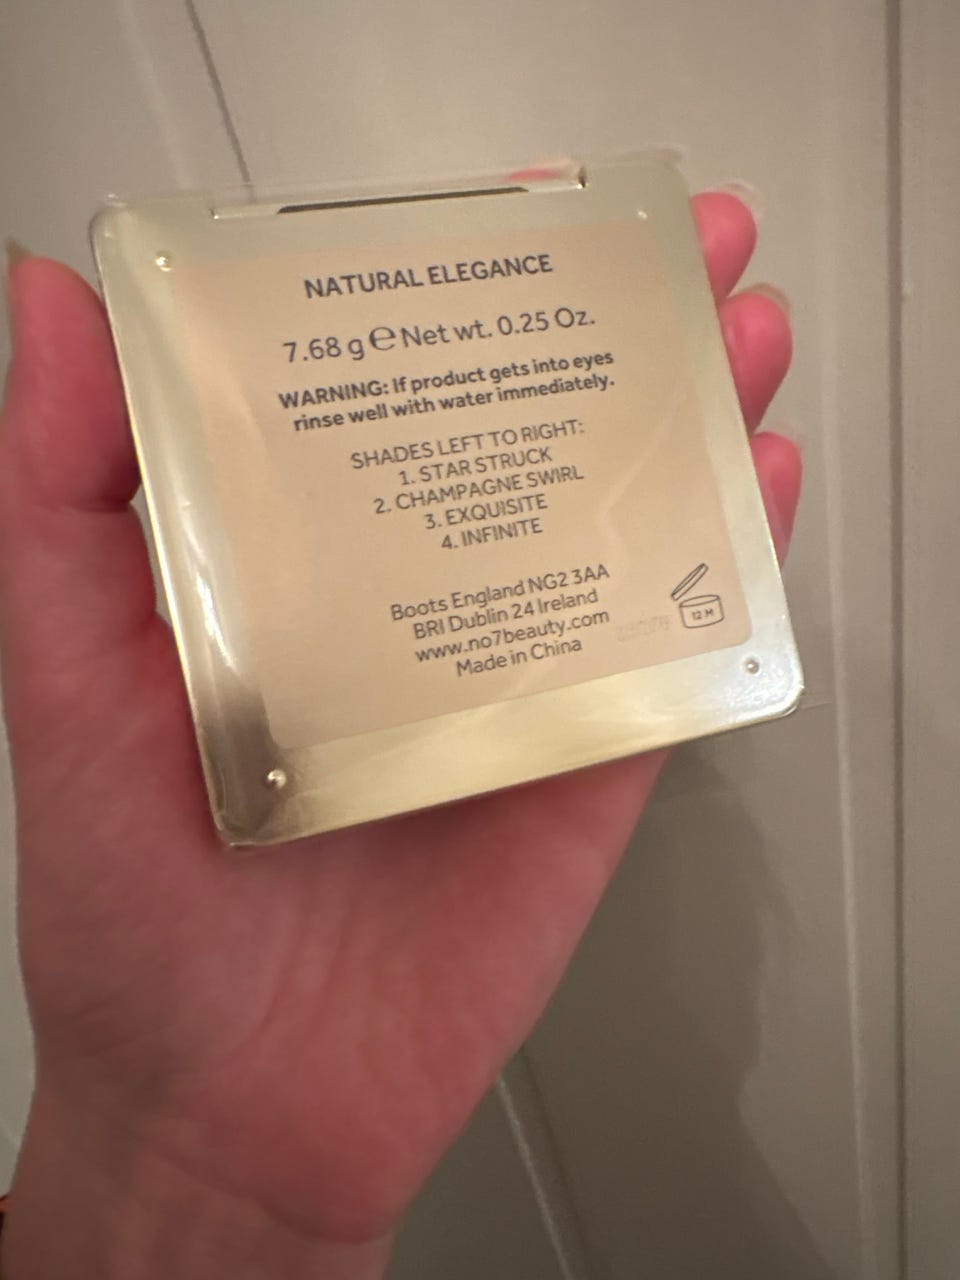 NATURAL ELEGANCE
7.68 g ℮ Net wt. 0.25 Oz.
WARNING: If product gets into eyes
rinse well with water immediately.
SHADES LEFT TO RIGHT:
1. STAR STRUCK
2. CHAMPAGNE SWIRL
3. EXQUISITE
4. INFINITE
Boots England NG2 3AA
BRI Dublin 24 Ireland
www.no7beauty.com
Made in China
12 M